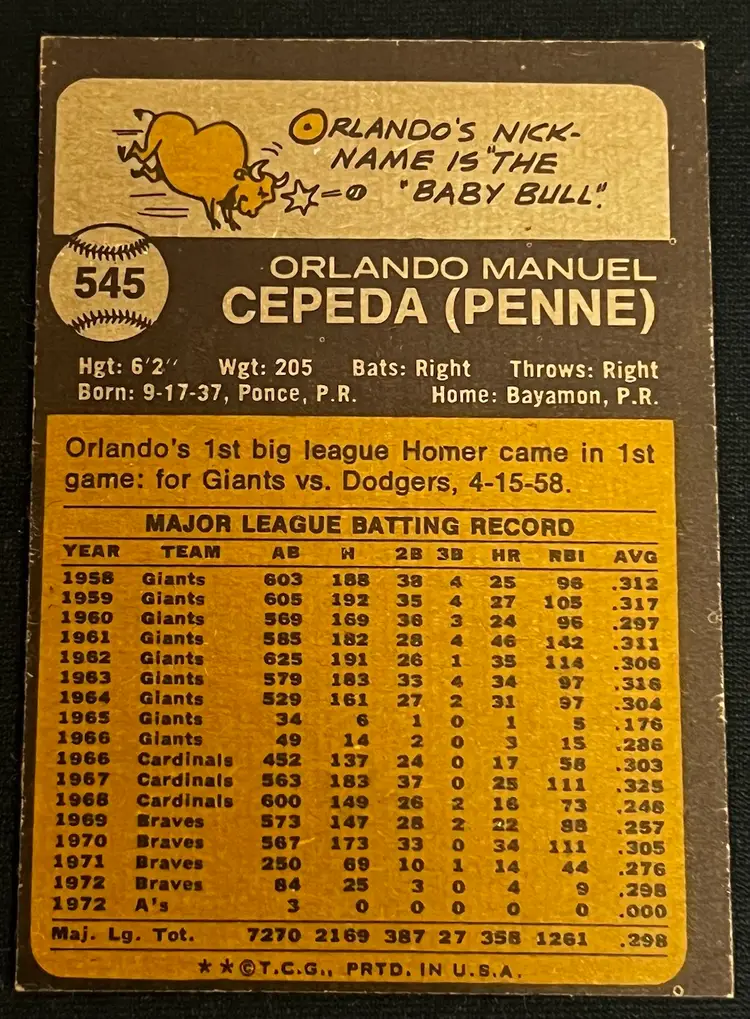 ORLANDO'S NICK-
NAME IS "THE
"BABY BULL".
545
ORLANDO MANUEL
CEPEDA (PENNE)
Hgt: 6'2" Wgt: 205 Bats: Right Throws: Right
Born: 9-17-37, Ponce, P.R. Home: Bayamon, P.R.
Orlando's 1st big league Homer came in 1st
game: for Giants vs. Dodgers, 4-15-58.
MAJOR LEAGUE BATTING RECORD
YEAR TEAM AB H 2B 3B HR RBI AVG
1958 Giants 603 188 38 4 25 96 .312
1959 Giants 605 192 35 4 27 105 .317
1960 Giants 569 169 36 3 24 96 .297
1961 Giants 585 182 28 4 46 142 .311
1962 Giants 625 191 26 1 35 114 .306
1963 Giants 579 183 33 4 34 97 .316
1964 Giants 529 161 27 2 31 97 .304
1965 Giants 34 6 1 0 1 5 .176
1966 Giants 49 14 2 0 3 15 .286
1966 Cardinals 452 137 24 0 17 58 .303
1967 Cardinals 563 183 37 0 25 111 .325
1968 Cardinals 600 149 26 2 16 73 .248
1969 Braves 573 147 28 2 22 88 .257
1970 Braves 567 173 33 0 34 111 .305
1971 Braves 250 69 10 1 14 44 .276
1972 Braves 84 25 3 0 4 9 .298
1972 A's 3 0 0 0 0 0 .000
Maj. Lg. Tot. 7270 2169 387 27 358 1261 .298
**©T.C.G., PRTD. IN U.S.A.